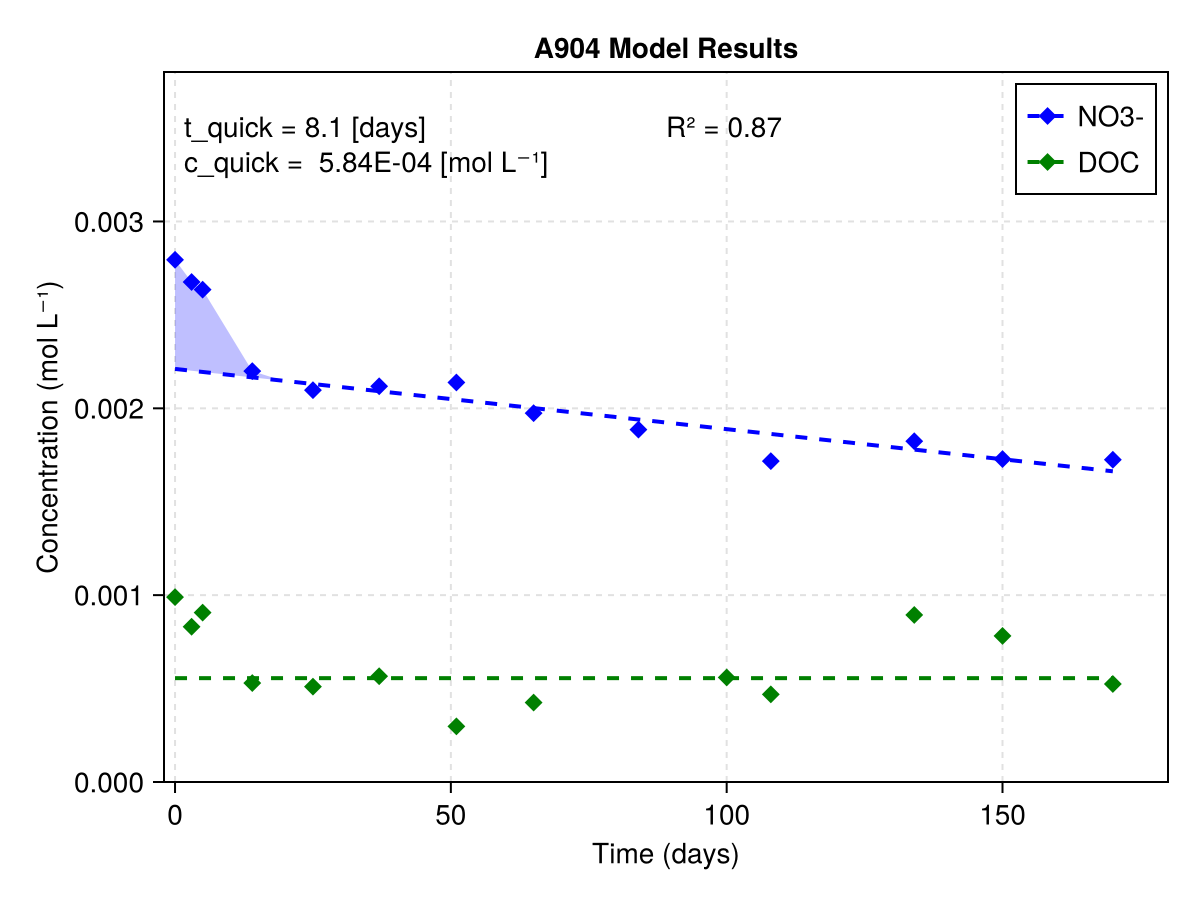 A904 Model Results
t_quick = 8.1 [days]
R² = 0.87
c_quick =  5.84E-04 [mol L⁻¹]
NO3-
DOC
Concentration (mol L⁻¹)
0.003
0.002
0.001
0.000
0
50
100
150
Time (days)